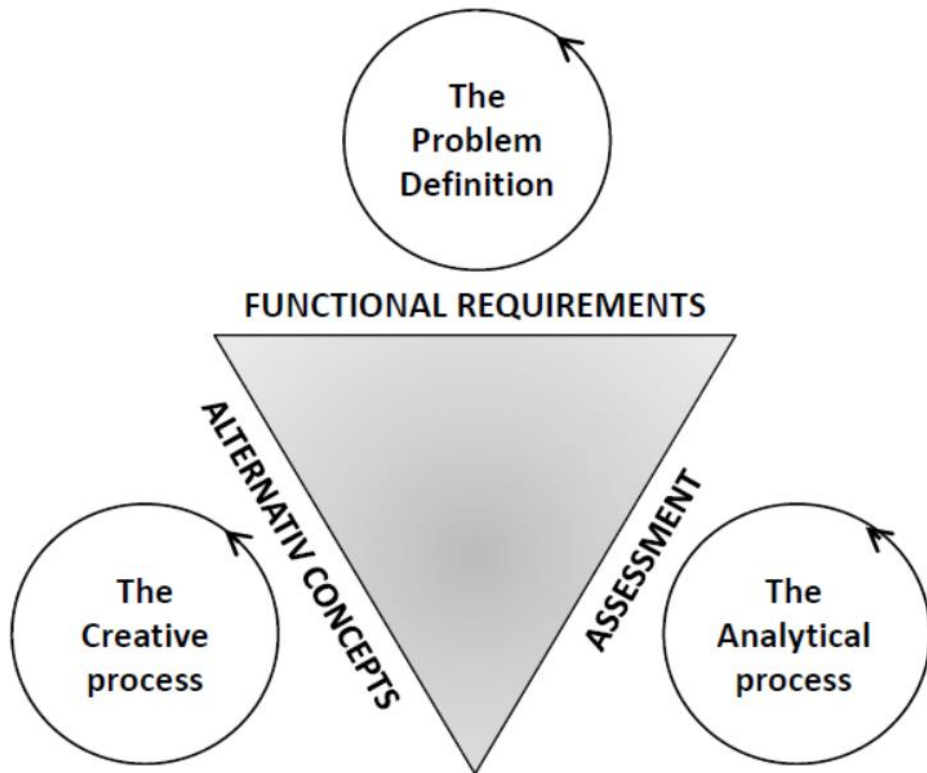 The
Problem
Definition
FUNCTIONAL REQUIREMENTS
ALTERNATIV CONCEPTS
ASSESSMENT
The
Creative
process
The
Analytical
process